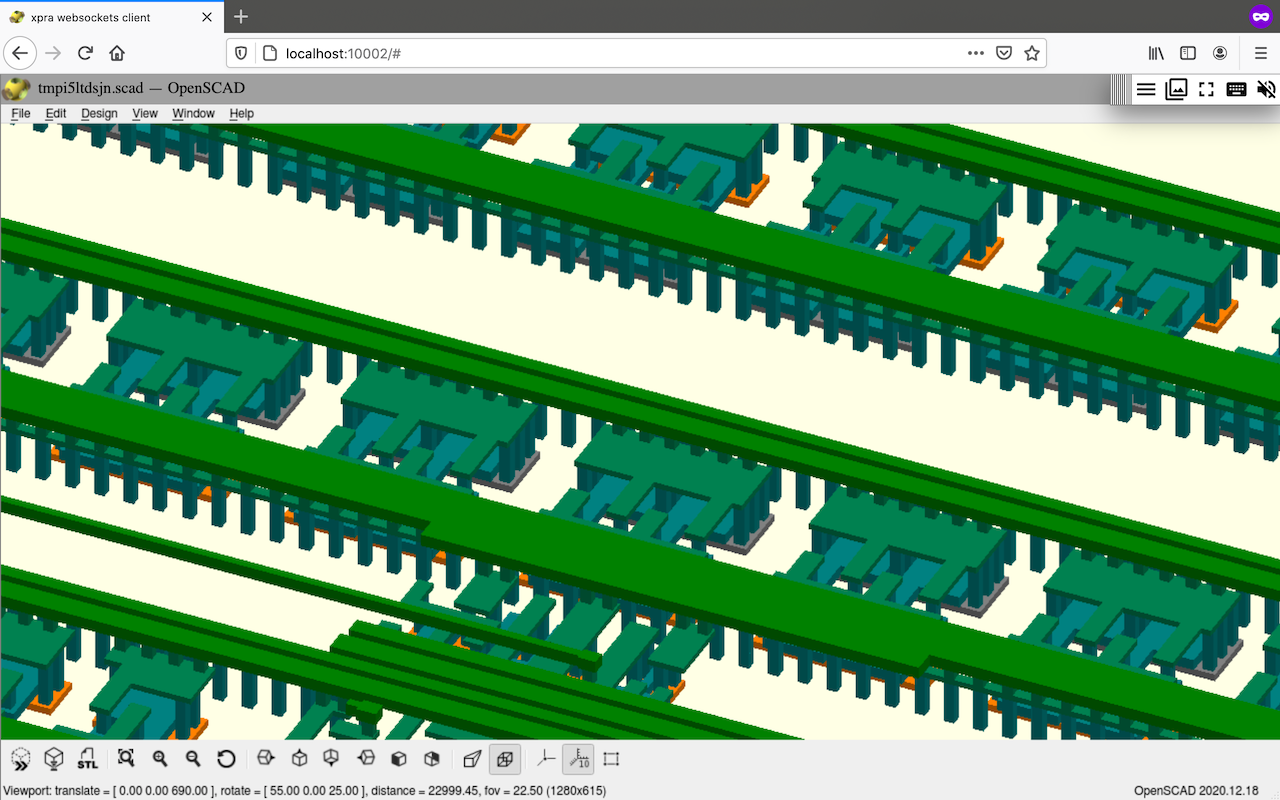 xpra websockets client
localhost:10002/#
tmpi5ltdsjn.scad — OpenSCAD
File Edit Design View Window Help
STL
10
Viewport: translate = [ 0.00 0.00 690.00 ], rotate = [ 55.00 0.00 25.00 ], distance = 22999.45, fov = 22.50 (1280x615)
OpenSCAD 2020.12.18